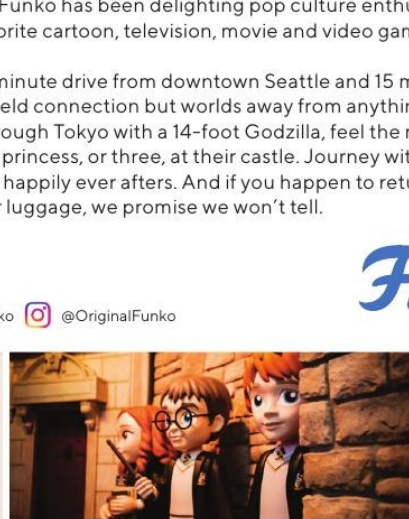 Funko has been delighting pop culture enthu
orite cartoon, television, movie and video gam
minute drive from downtown Seattle and 15 m
eld connection but worlds away from anythin
ough Tokyo with a 14-foot Godzilla, feel the r
princess, or three, at their castle. Journey wit
happily ever afters. And if you happen to retu
r luggage, we promise we won't tell.
ko @OriginalFunko